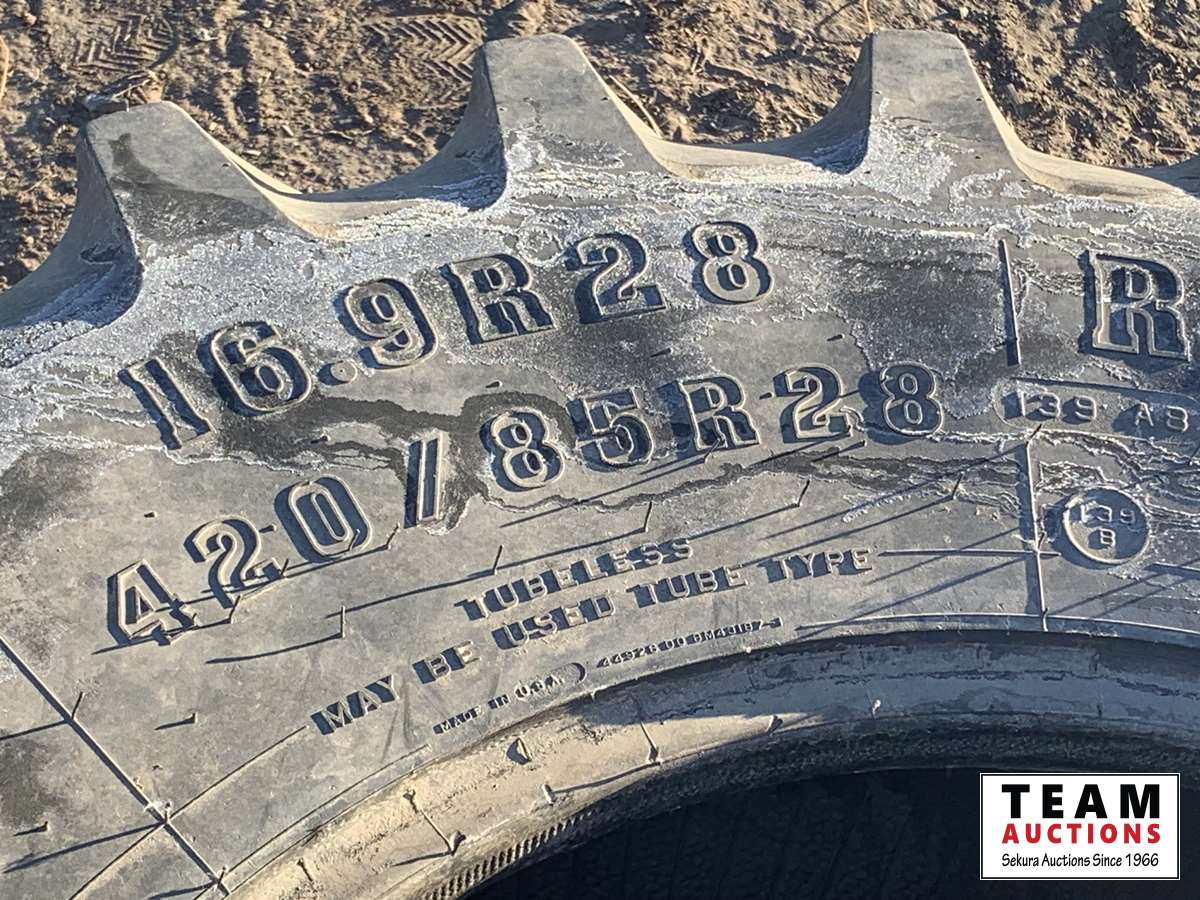 16.9R28
420/85R28
R
139 A8
139
B
TUBELESS
MAY BE USED TUBE TYPE
MADE IN U.S.A.
TEAM
AUCTIONS
Sekura Auctions Since 1966